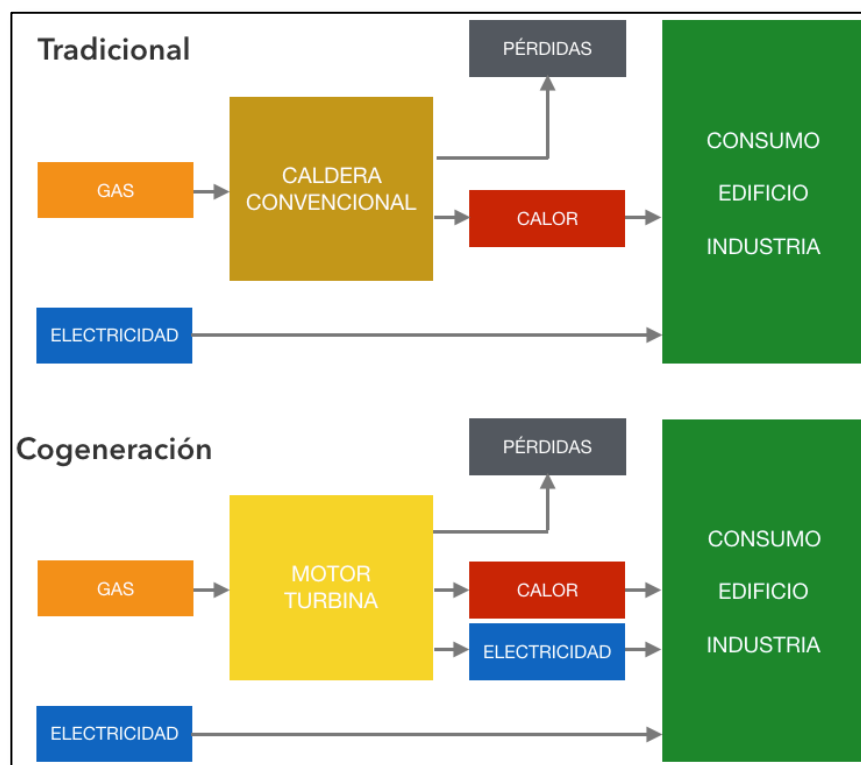 Tradicional
PÉRDIDAS
GAS
CALDERA
CONVENCIONAL
CALOR
CONSUMO
EDIFICIO
INDUSTRIA
ELECTRICIDAD
Cogeneración
PÉRDIDAS
GAS
MOTOR
TURBINA
CALOR
ELECTRICIDAD
CONSUMO
EDIFICIO
INDUSTRIA
ELECTRICIDAD